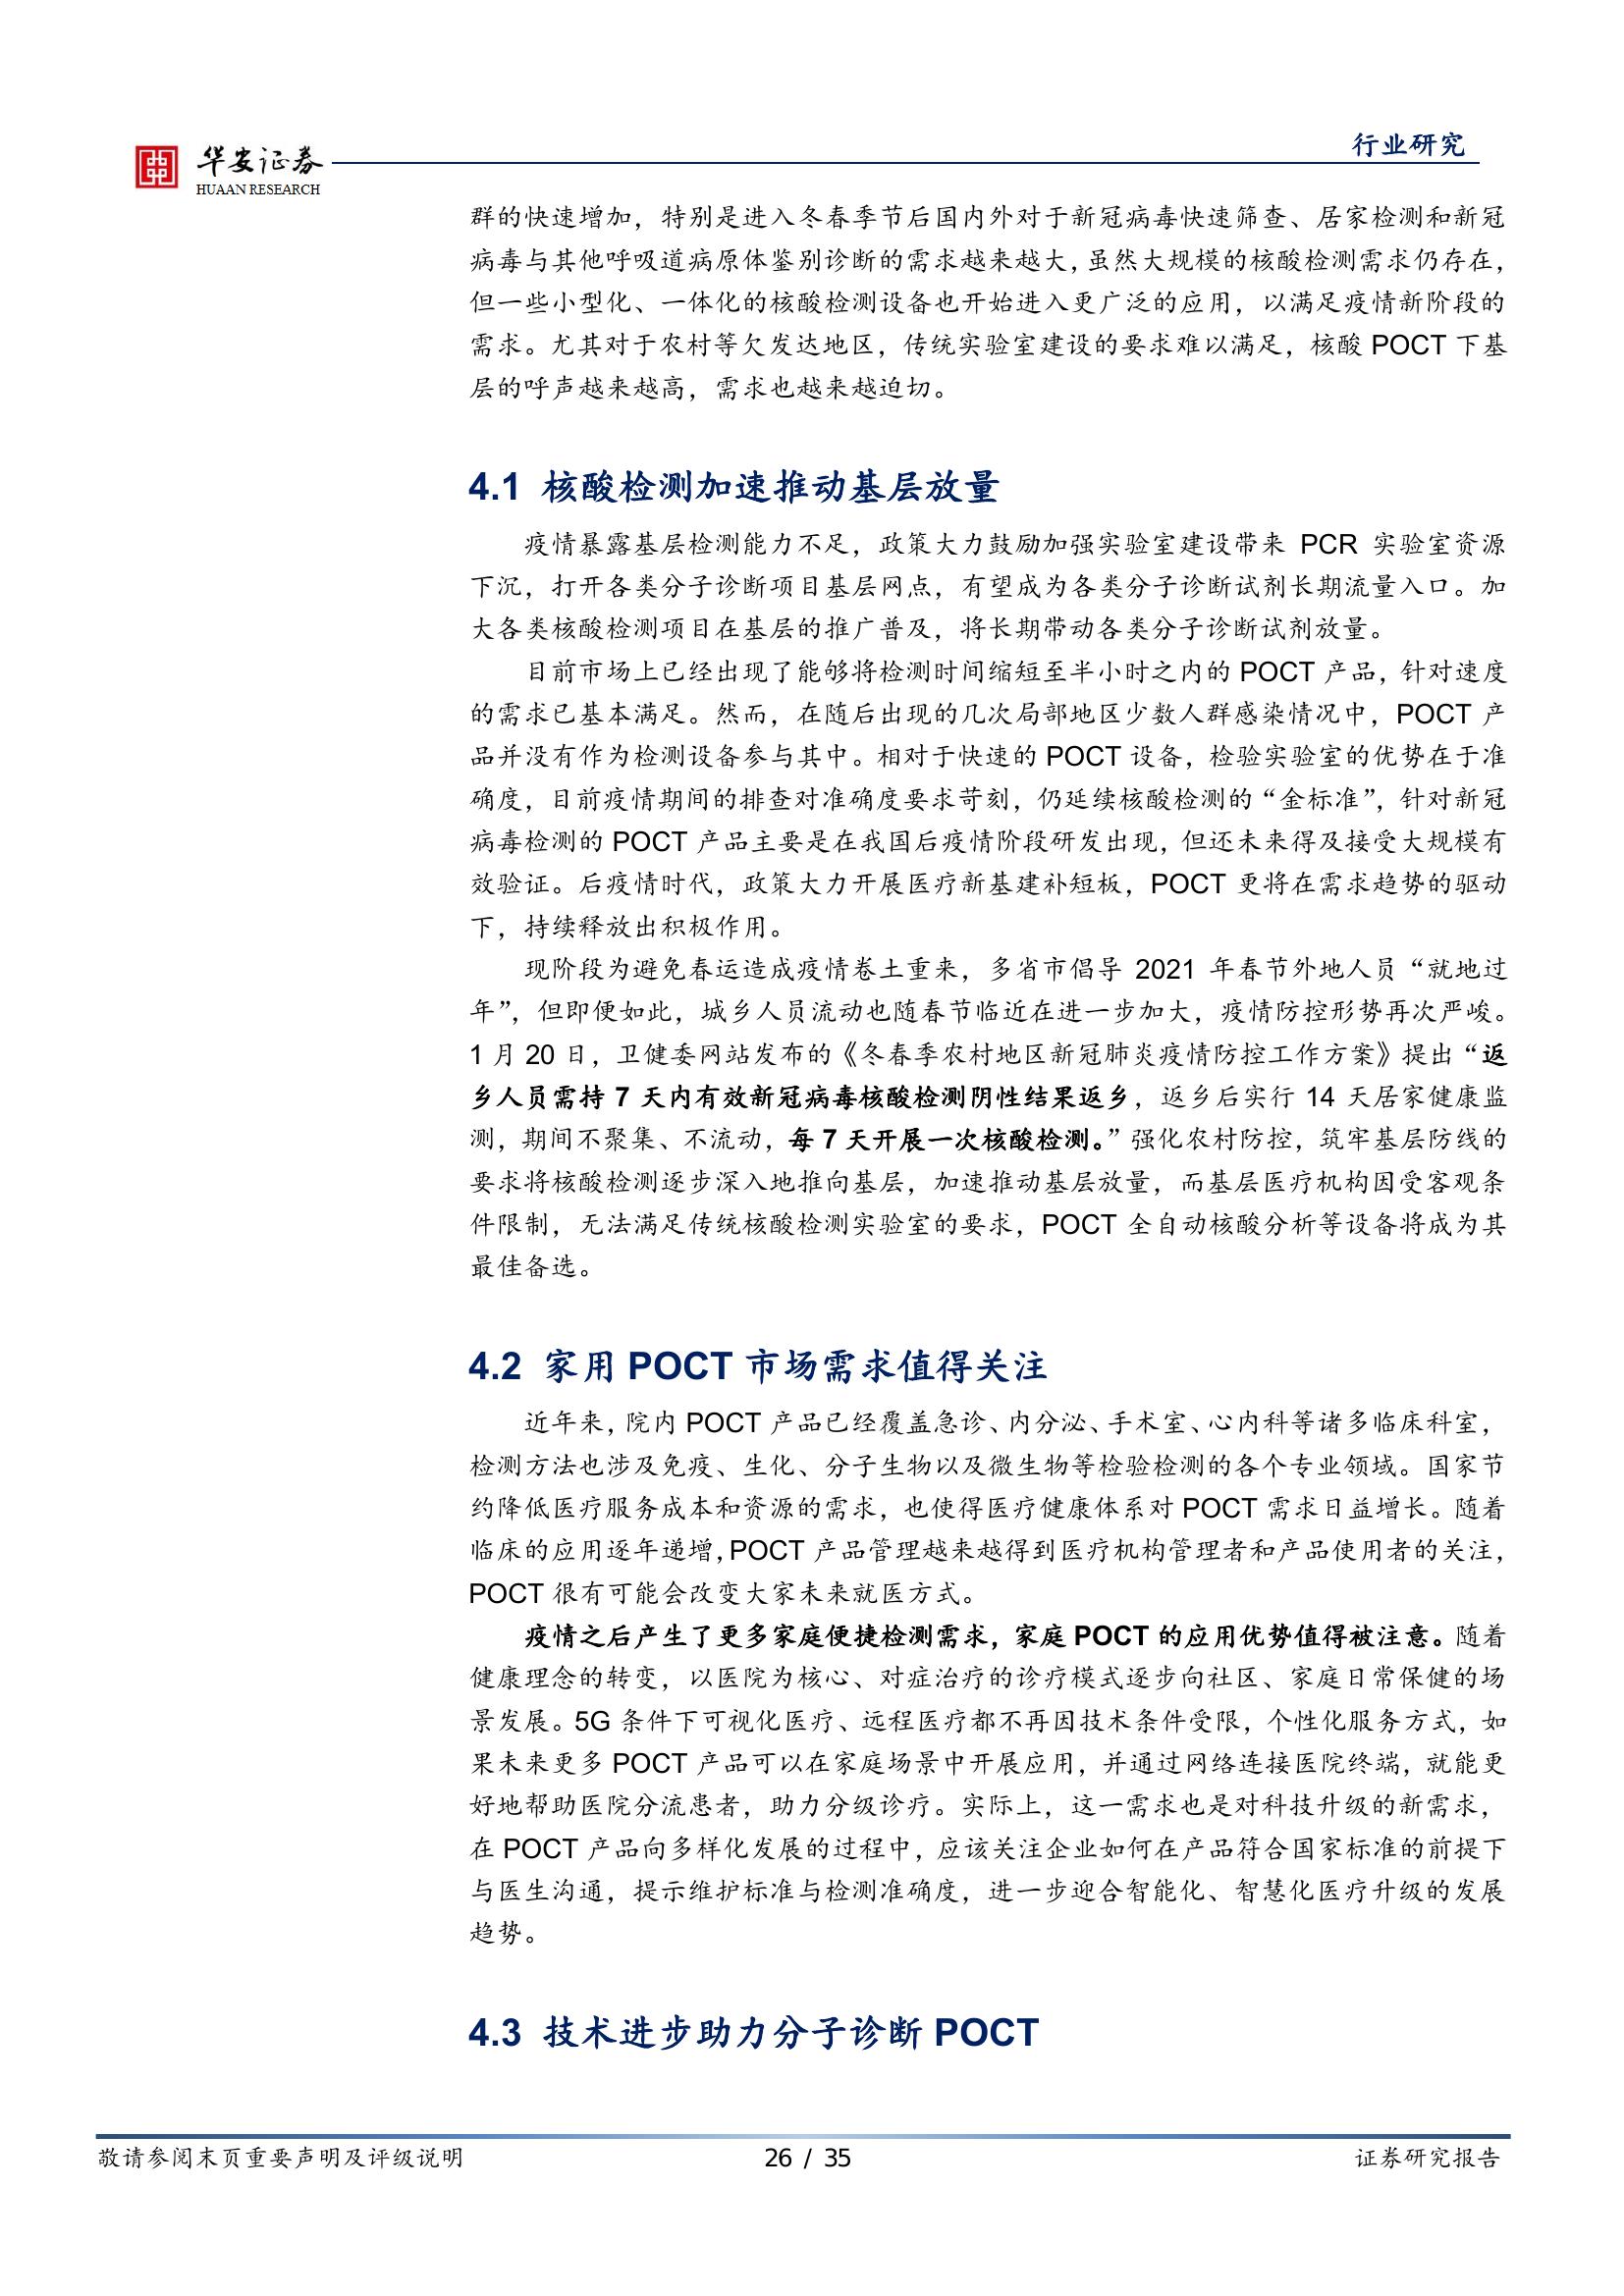 华安证券
HUAAN RESEARCH
行业研究
群的快速增加，特别是进入冬春季节后国内外对于新冠病毒快速筛查、居家检测和新冠
病毒与其他呼吸道病原体鉴别诊断的需求越来越大，虽然大规模的核酸检测需求仍存在，
但一些小型化、一体化的核酸检测设备也开始进入更广泛的应用，以满足疫情新阶段的
需求。尤其对于农村等欠发达地区，传统实验室建设的要求难以满足，核酸 POCT 下基
层的呼声越来越高，需求也越来越迫切。
4.1 核酸检测加速推动基层放量
疫情暴露基层检测能力不足，政策大力鼓励加强实验室建设带来 PCR 实验室资源
下沉，打开各类分子诊断项目基层网点，有望成为各类分子诊断试剂长期流量入口。加
大各类核酸检测项目在基层的推广普及，将长期带动各类分子诊断试剂放量。
目前市场上已经出现了能够将检测时间缩短至半小时之内的 POCT 产品，针对速度
的需求已基本满足。然而，在随后出现的几次局部地区少数人群感染情况中，POCT 产
品并没有作为检测设备参与其中。相对于快速的 POCT 设备，检验实验室的优势在于准
确度，目前疫情期间的排查对准确度要求苛刻，仍延续核酸检测的“金标准”，针对新冠
病毒检测的 POCT 产品主要是在我国后疫情阶段研发出现，但还未来得及接受大规模有
效验证。后疫情时代，政策大力开展医疗新基建补短板，POCT 更将在需求趋势的驱动
下，持续释放出积极作用。
现阶段为避免春运造成疫情卷土重来，多省市倡导 2021 年春节外地人员“就地过
年”，但即便如此，城乡人员流动也随春节临近在进一步加大，疫情防控形势再次严峻。
1 月 20 日，卫健委网站发布的《冬春季农村地区新冠肺炎疫情防控工作方案》提出“返
乡人员需持 7 天内有效新冠病毒核酸检测阴性结果返乡，返乡后实行 14 天居家健康监
测，期间不聚集、不流动，每 7 天开展一次核酸检测。”强化农村防控，筑牢基层防线的
要求将核酸检测逐步深入地推向基层，加速推动基层放量，而基层医疗机构因受客观条
件限制，无法满足传统核酸检测实验室的要求，POCT 全自动核酸分析等设备将成为其
最佳备选。
4.2 家用 POCT 市场需求值得关注
近年来，院内 POCT 产品已经覆盖急诊、内分泌、手术室、心内科等诸多临床科室，
检测方法也涉及免疫、生化、分子生物以及微生物等检验检测的各个专业领域。国家节
约降低医疗服务成本和资源的需求，也使得医疗健康体系对 POCT 需求日益增长。随着
临床的应用逐年递增，POCT 产品管理越来越得到医疗机构管理者和产品使用者的关注，
POCT 很有可能会改变大家未来就医方式。
疫情之后产生了更多家庭便捷检测需求，家庭 POCT 的应用优势值得被注意。随着
健康理念的转变，以医院为核心、对症治疗的诊疗模式逐步向社区、家庭日常保健的场
景发展。5G 条件下可视化医疗、远程医疗都不再因技术条件受限，个性化服务方式，如
果未来更多 POCT 产品可以在家庭场景中开展应用，并通过网络连接医院终端，就能更
好地帮助医院分流患者，助力分级诊疗。实际上，这一需求也是对科技升级的新需求，
在 POCT 产品向多样化发展的过程中，应该关注企业如何在产品符合国家标准的前提下
与医生沟通，提示维护标准与检测准确度，进一步迎合智能化、智慧化医疗升级的发展
趋势。
4.3 技术进步助力分子诊断 POCT
敬请参阅末页重要声明及评级说明
26 / 35
证券研究报告